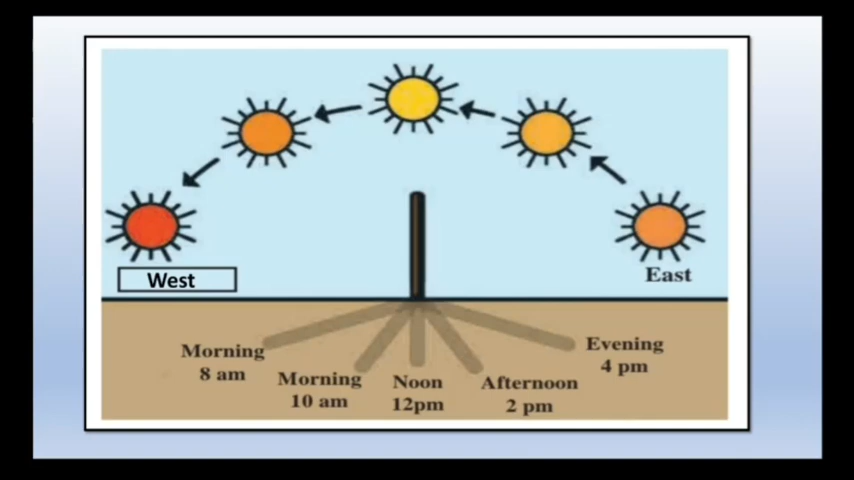 West
East
Morning
8 am
Morning
10 am
Noon
12pm
Afternoon
2 pm
Evening
4 pm